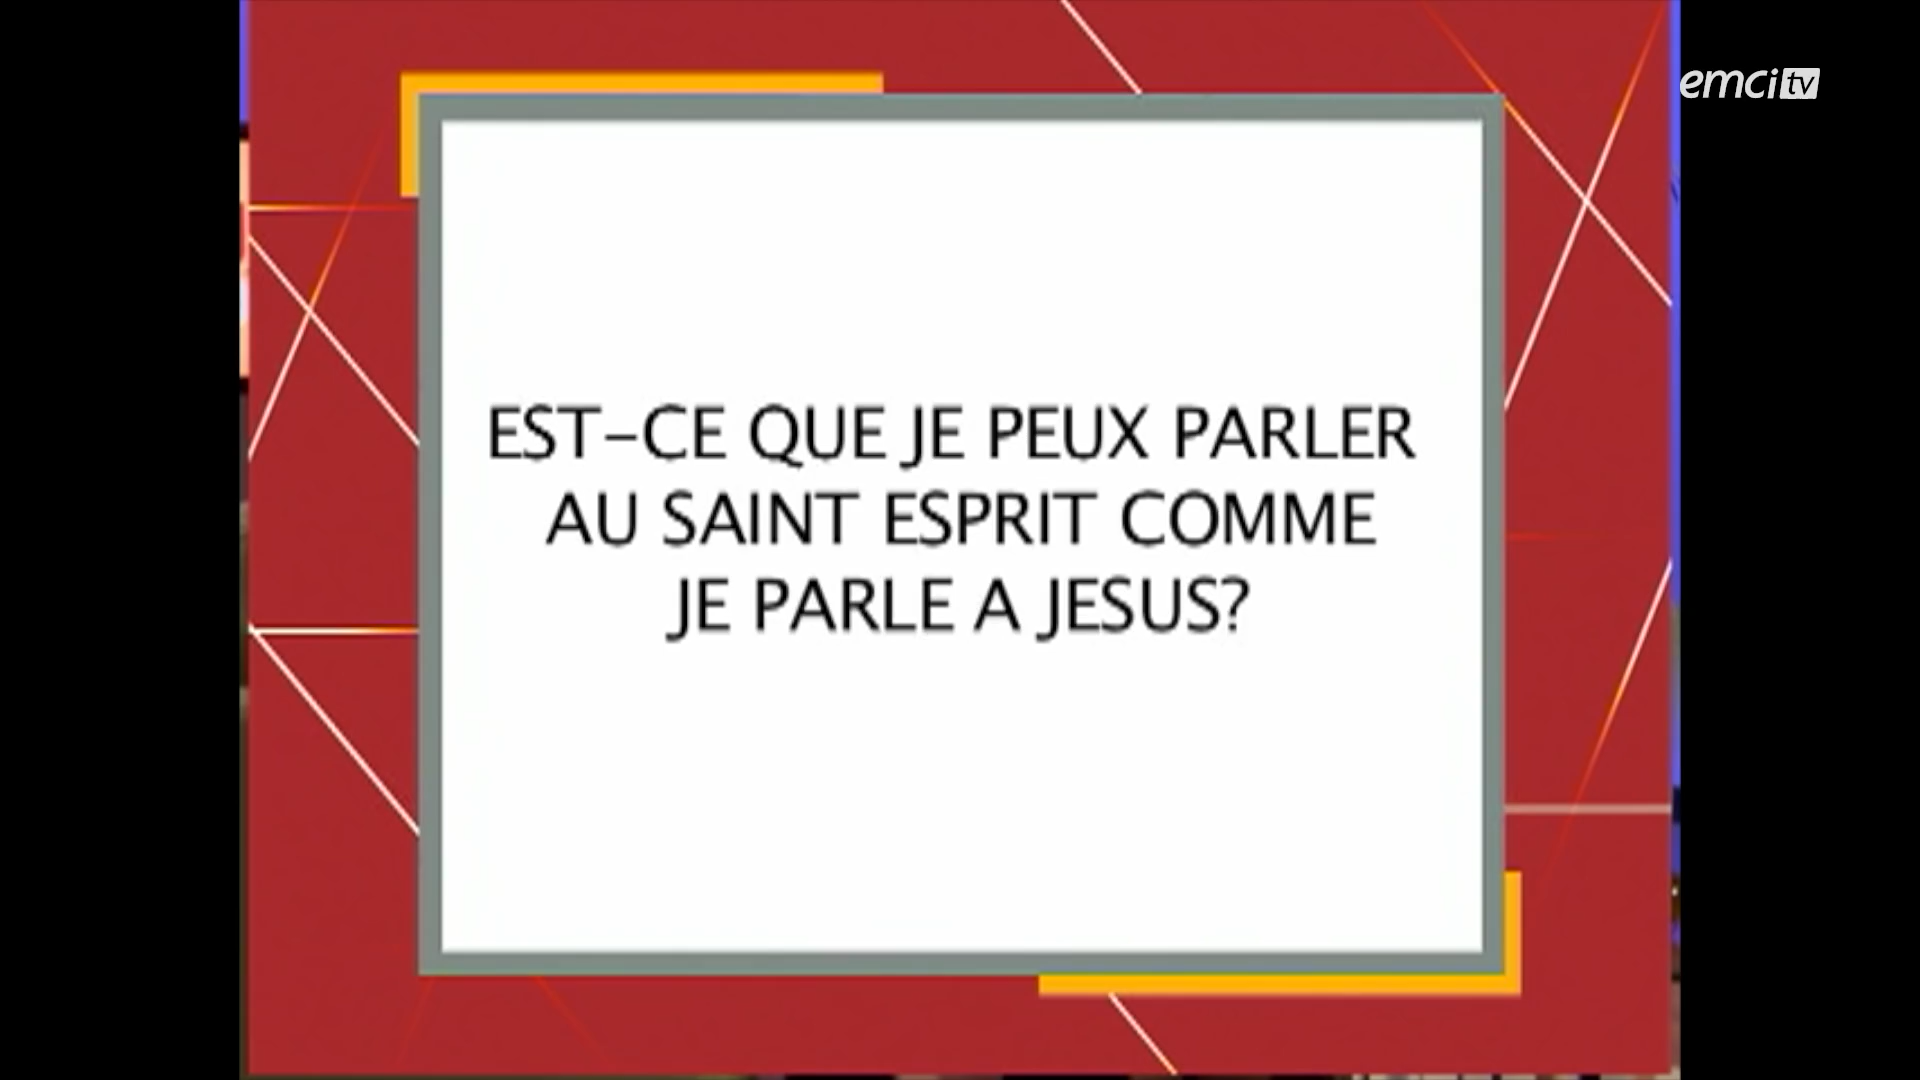 emci tv
EST-CE QUE JE PEUX PARLER
AU SAINT ESPRIT COMME
JE PARLE A JESUS?